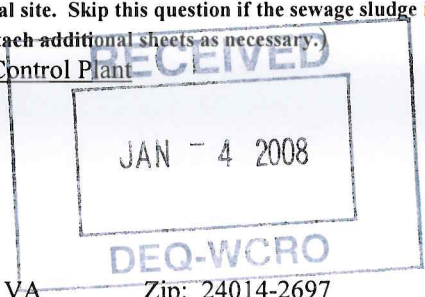 al site. Skip this question if the sewage sludge i
tach additional sheets as necessary.)
Control Plant
RECEIVED
JAN - 4 2008
DEQ-WCRO
VA Zip: 24014-2697